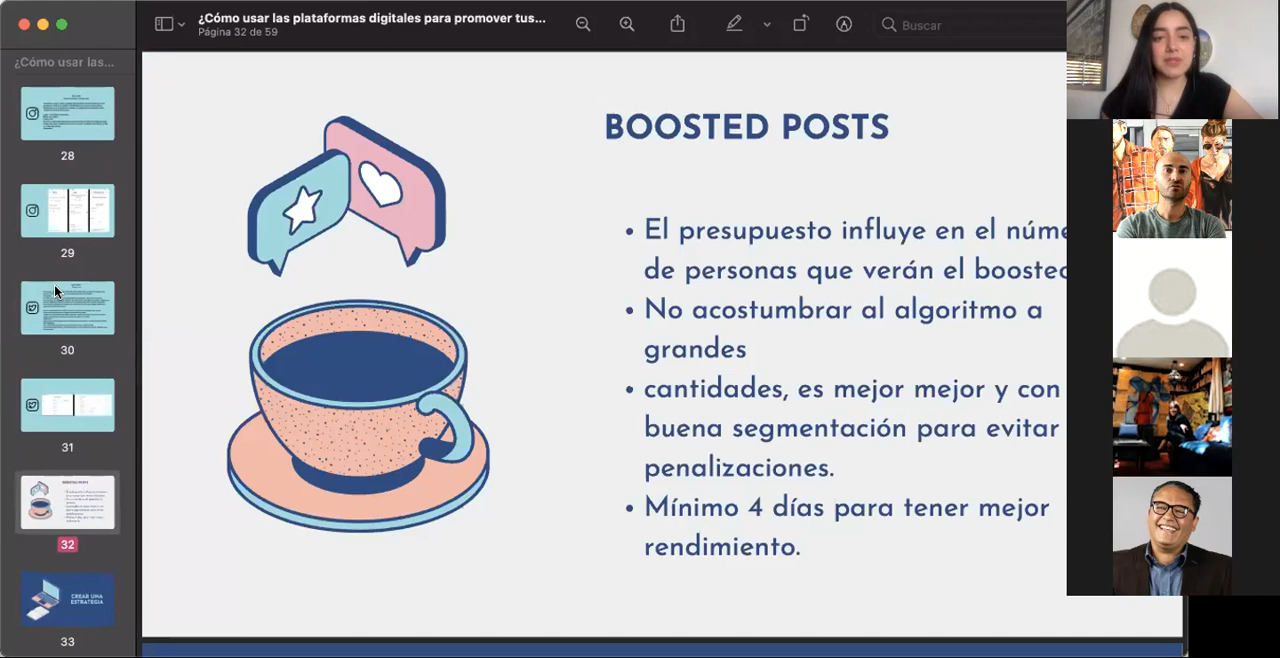 ¿Cómo usar las plataformas digitales para promover tus...
Página 32 de 59
Buscar
¿Cómo usar las...
28
29
30
31
32
CREAR UNA
ESTRATEGIA
33
BOOSTED POSTS
• El presupuesto influye en el núme
de personas que verán el boosted
• No acostumbrar al algoritmo a
grandes
• cantidades, es mejor mejor y con
buena segmentación para evitar
penalizaciones.
• Mínimo 4 días para tener mejor
rendimiento.